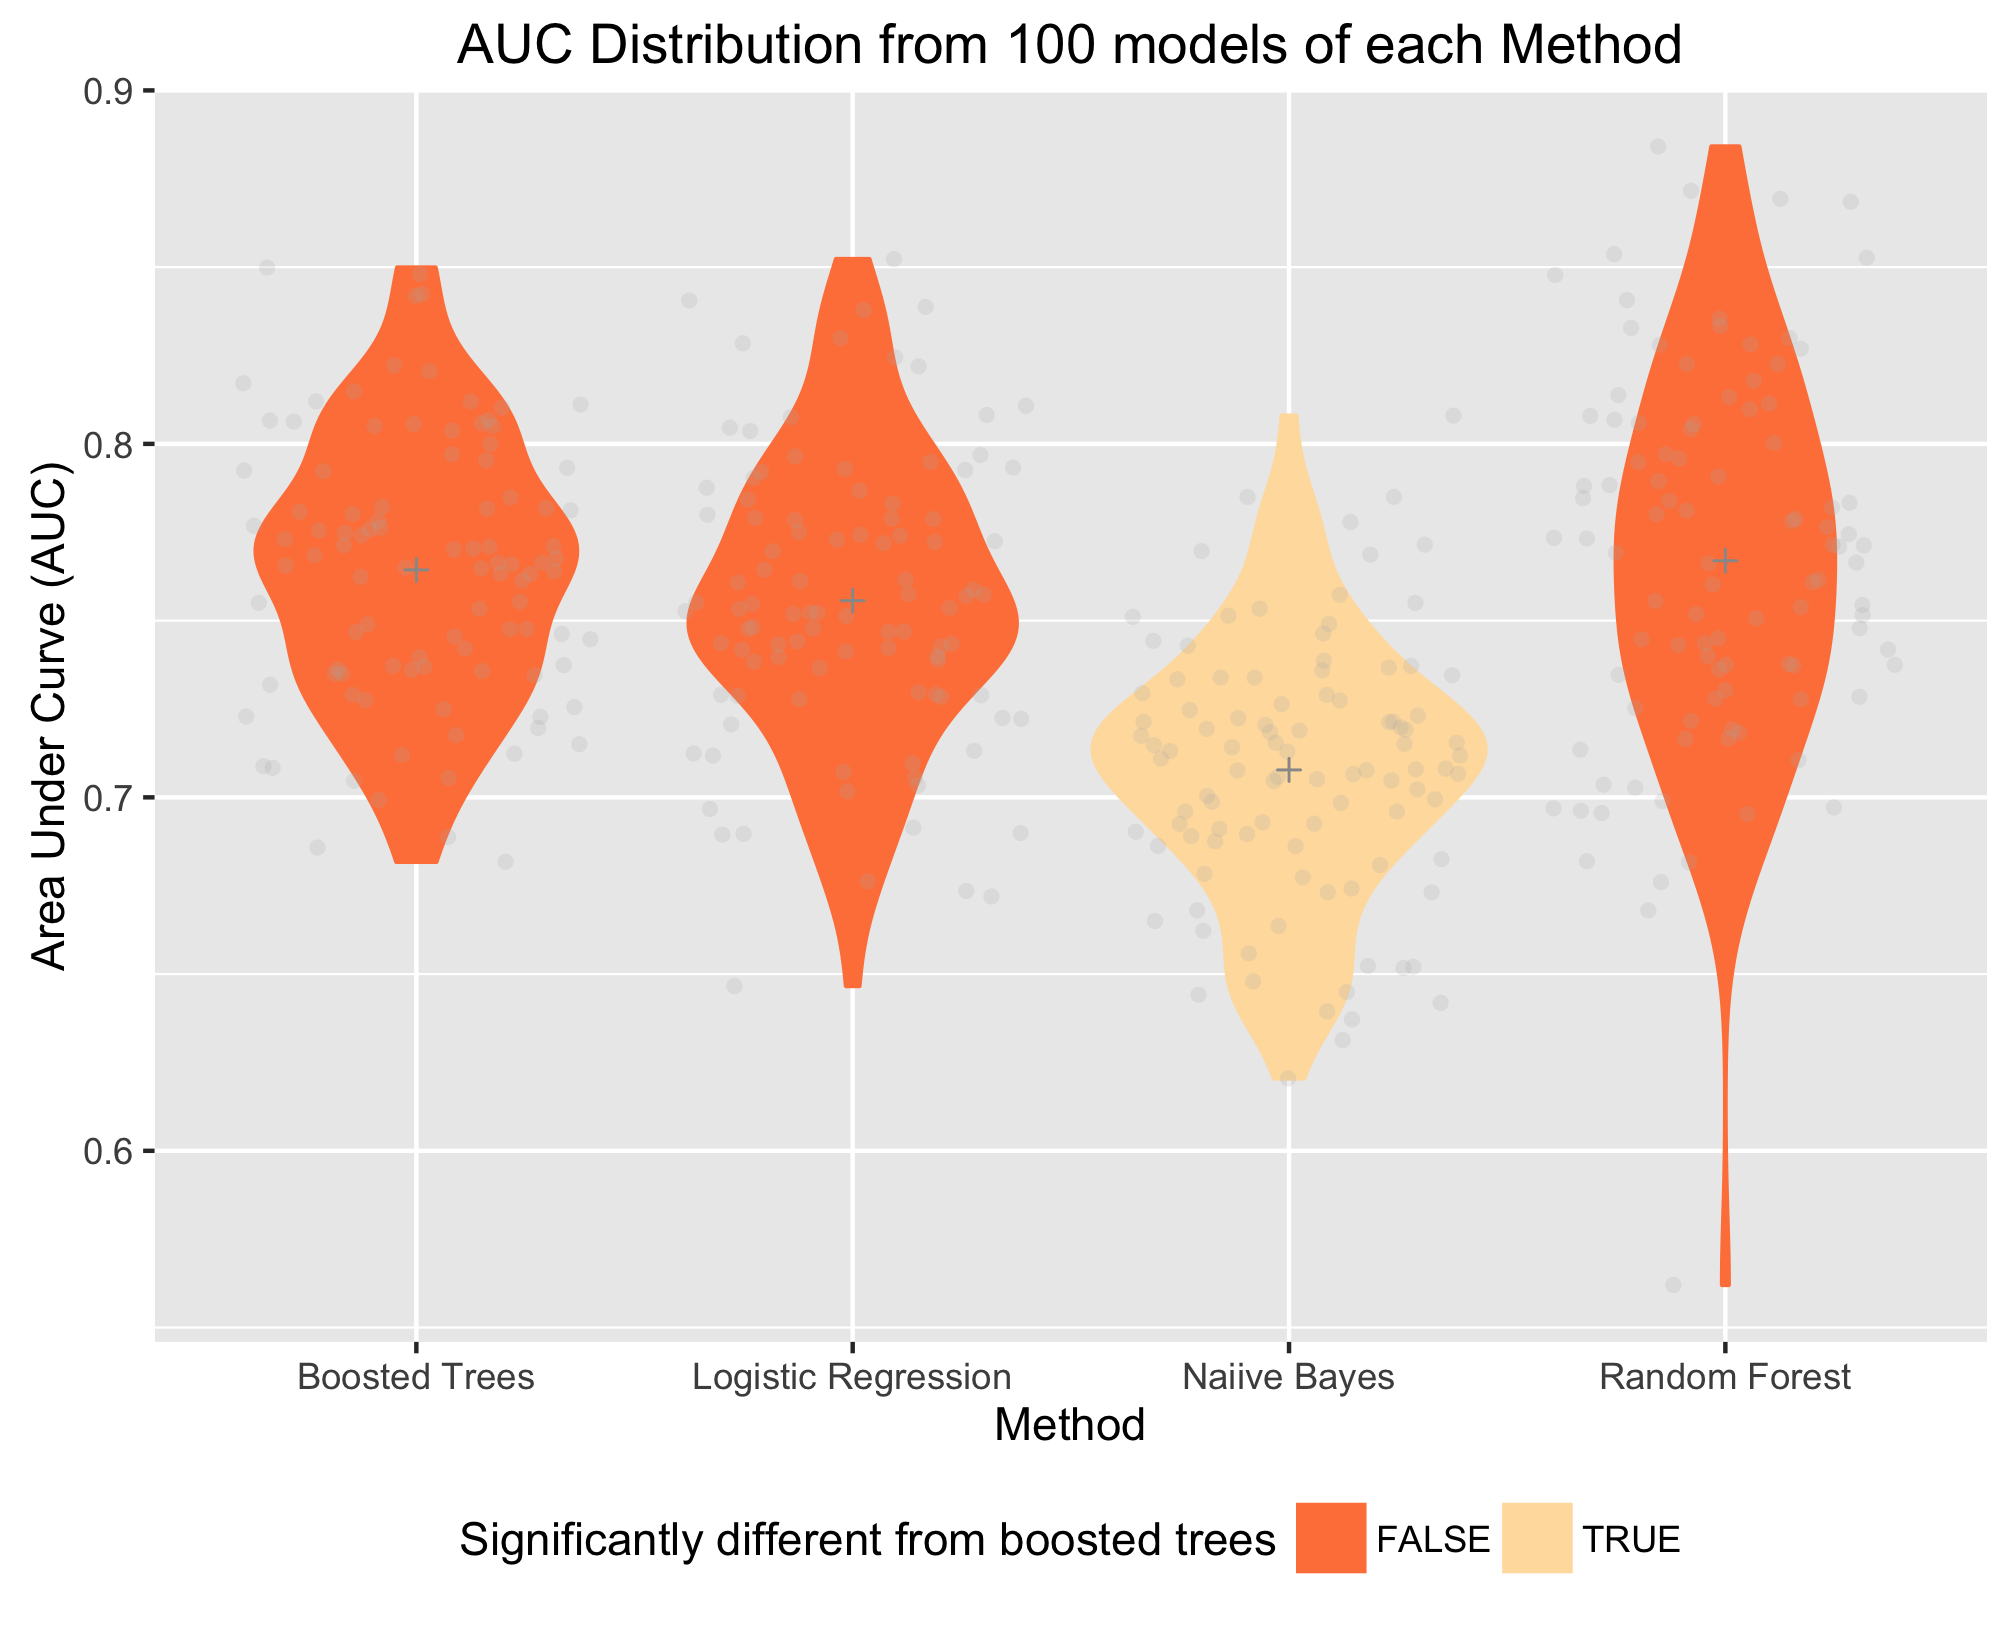 AUC Distribution from 100 models of each Method
Area Under Curve (AUC)
0.9
0.8
0.7
0.6
Boosted Trees
Logistic Regression
Naiive Bayes
Random Forest
Method
Significantly different from boosted trees
FALSE
TRUE